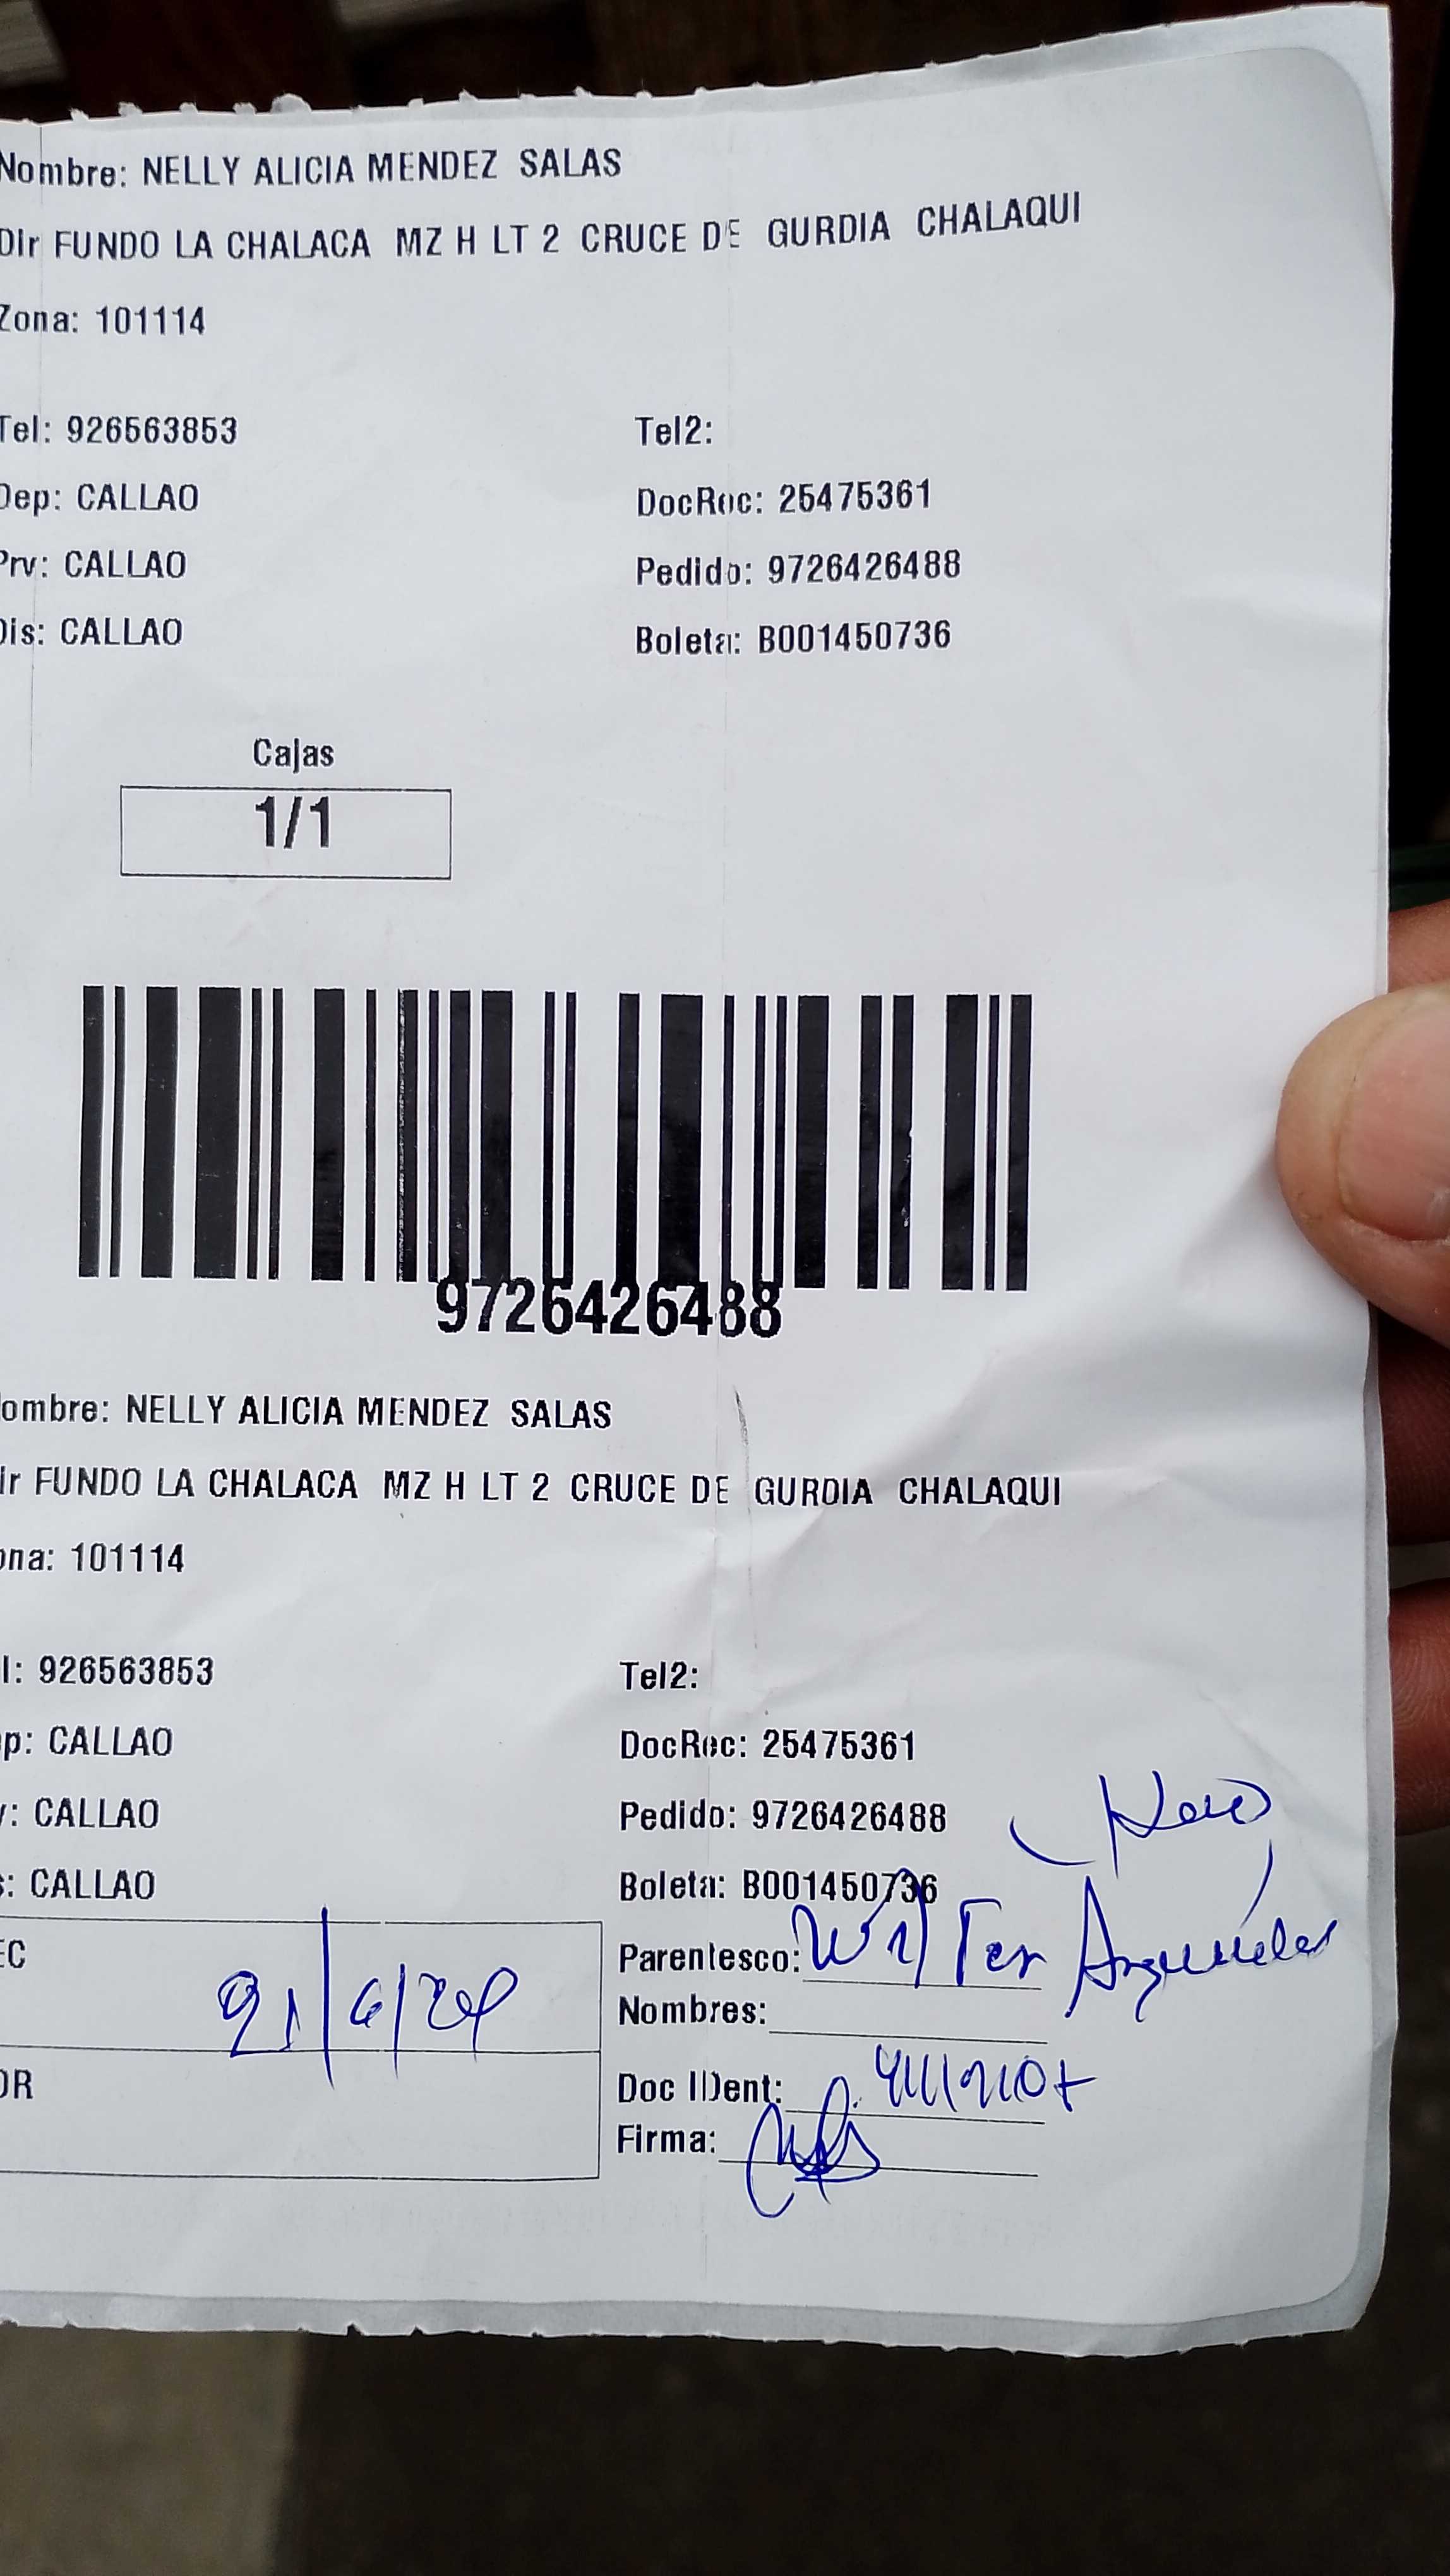 Nombre: NELLY ALICIA MENDEZ SALAS
Dir FUNDO LA CHALACA MZ H LT 2 CRUCE DE GURDIA CHALAQUI
Zona: 101114
Tel: 926563853 Tel2:
Dep: CALLAO DocRec: 25475361
Prv: CALLAO Pedido: 9726426488
Dis: CALLAO Boleta: B001450736
Cajas
1/1
9726426488
ombre: NELLY ALICIA MENDEZ SALAS
ir FUNDO LA CHALACA MZ H LT 2 CRUCE DE GURDIA CHALAQUI
ona: 101114
l: 926563853 Tel2:
p: CALLAO DocRec: 25475361
v: CALLAO Pedido: 9726426488
s: CALLAO Boleta: B001450736
EC Parentesco:
Nombres:
OR Doc IDent:
Firma: